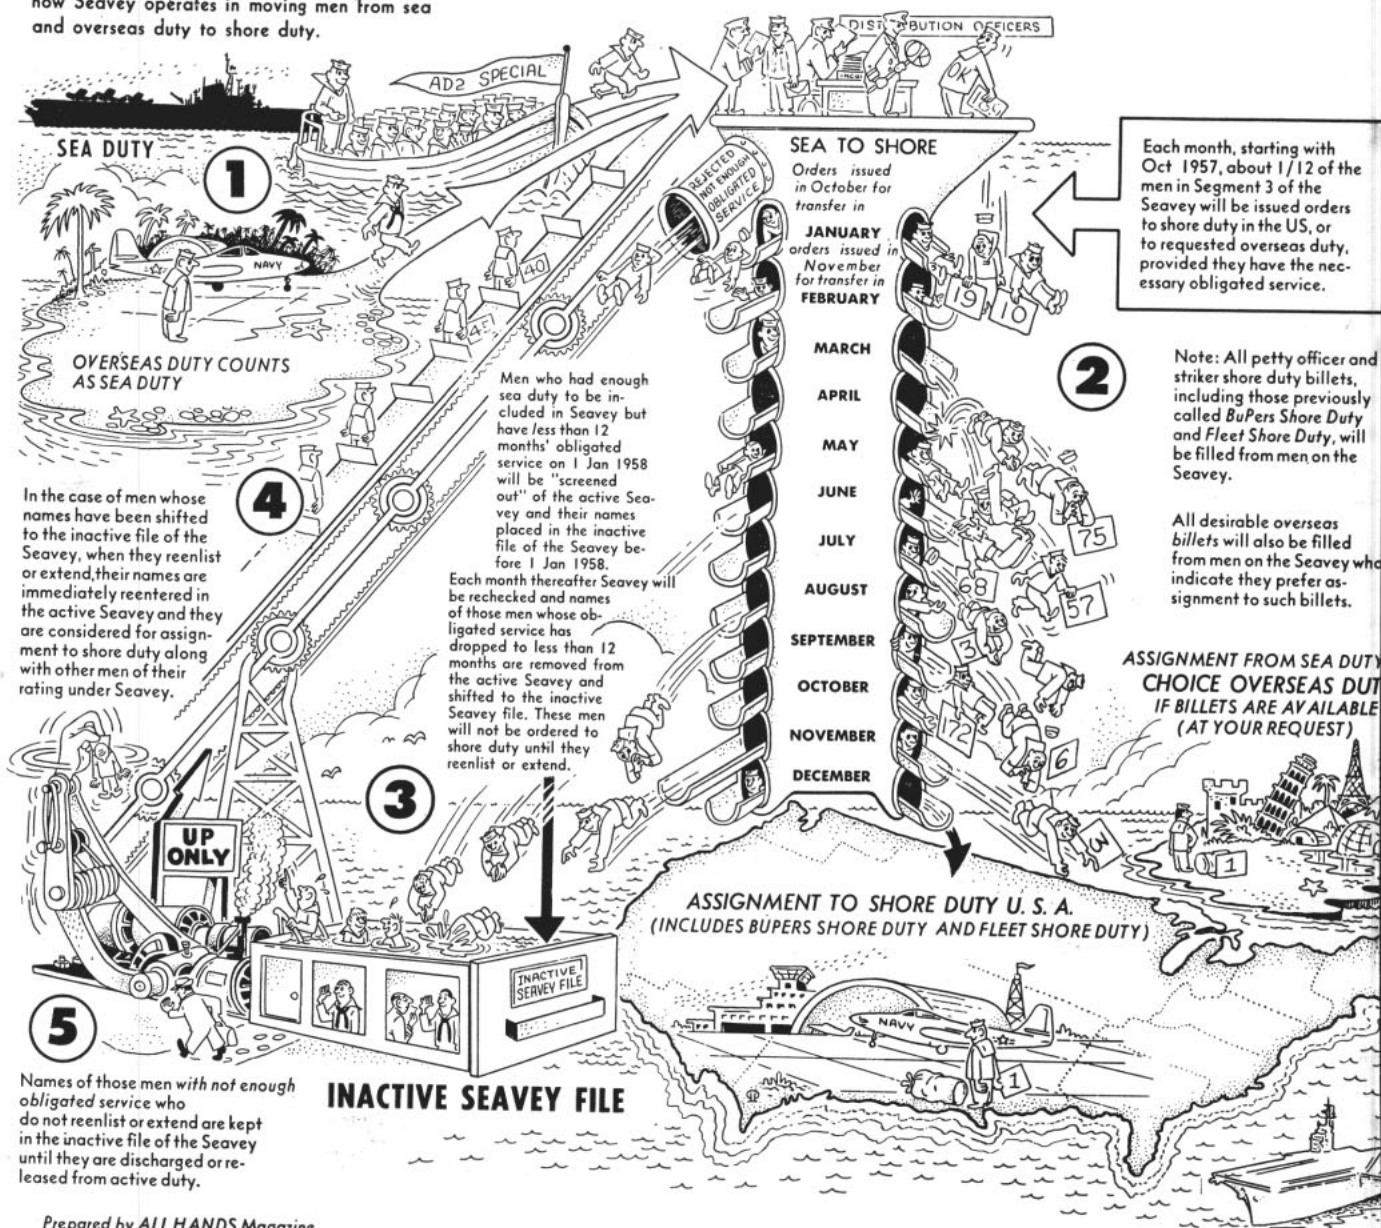 how Seavey operates in moving men from sea
and overseas duty to shore duty.
DISTRIBUTION OFFICERS
AD2 SPECIAL
OK!
INC
SEA DUTY
1
NAVY
OVERSEAS DUTY COUNTS
AS SEA DUTY
40
REJECTED
NOT ENOUGH
OBLIGATED
SERVICE
SEA TO SHORE
Orders issued
in October for
transfer in
JANUARY
orders issued in
November
for transfer in
FEBRUARY
MARCH
APRIL
MAY
JUNE
JULY
AUGUST
SEPTEMBER
OCTOBER
NOVEMBER
DECEMBER
19
10
Each month, starting with
Oct 1957, about 1/12 of the
men in Segment 3 of the
Seavey will be issued orders
to shore duty in the US, or
to requested overseas duty,
provided they have the nec-
essary obligated service.
2
Note: All petty officer and
striker shore duty billets,
including those previously
called BuPers Shore Duty
and Fleet Shore Duty, will
be filled from men on the
Seavey.
All desirable overseas
billets will also be filled
from men on the Seavey who
indicate they prefer as-
signment to such billets.
75
68
57
3
12
6
3
Men who had enough
sea duty to be in-
cluded in Seavey but
have less than 12
months' obligated
service on 1 Jan 1958
will be "screened
out" of the active Sea-
vey and their names
placed in the inactive
file of the Seavey be-
fore 1 Jan 1958.
Each month thereafter Seavey will
be rechecked and names
of those men whose ob-
ligated service has
dropped to less than 12
months are removed from
the active Seavey and
shifted to the inactive
Seavey file. These men
will not be ordered to
shore duty until they
reenlist or extend.
3
4
In the case of men whose
names have been shifted
to the inactive file of the
Seavey, when they reenlist
or extend, their names are
immediately reentered in
the active Seavey and they
are considered for assign-
ment to shore duty along
with other men of their
rating under Seavey.
UP
ONLY
ASSIGNMENT FROM SEA DUTY
CHOICE OVERSEAS DUT
IF BILLETS ARE AVAILABLE
(AT YOUR REQUEST)
1
ASSIGNMENT TO SHORE DUTY U. S. A.
(INCLUDES BUPERS SHORE DUTY AND FLEET SHORE DUTY)
NAVY
1
INACTIVE
SEAVEY FILE
INACTIVE SEAVEY FILE
5
Names of those men with not enough
obligated service who
do not reenlist or extend are kept
in the inactive file of the Seavey
until they are discharged or re-
leased from active duty.
Prepared by ALL HANDS Magazine